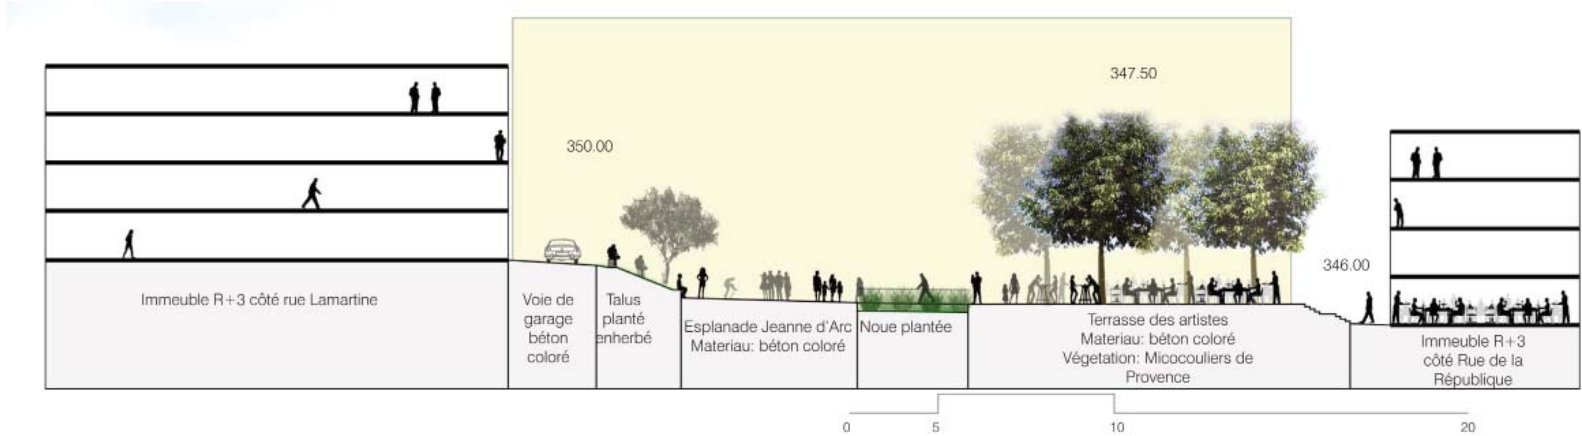 347.50
350.00
346.00
Immeuble R+3 côté rue Lamartine
Voie de
garage
béton
coloré
Talus
planté
enherbé
Esplanade Jeanne d'Arc
Materiau: béton coloré
Noue plantée
Terrasse des artistes
Materiau: béton coloré
Végetation: Micocouliers de
Provence
Immeuble R+3
côté Rue de la
République
0 5 10 20